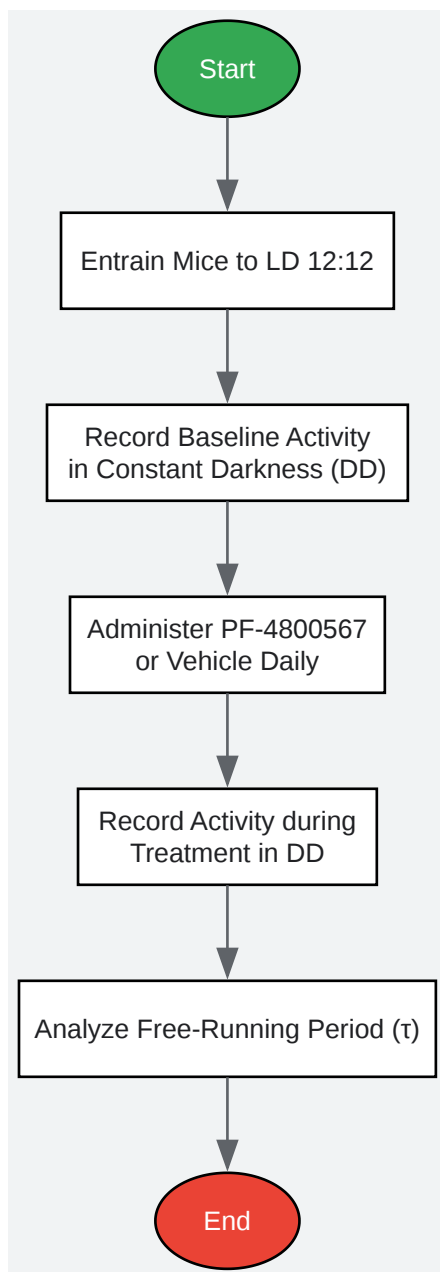 Start
Entrain Mice to LD 12:12
Record Baseline Activity
in Constant Darkness (DD)
Administer PF-4800567
or Vehicle Daily
Record Activity during
Treatment in DD
Analyze Free-Running Period (τ)
End